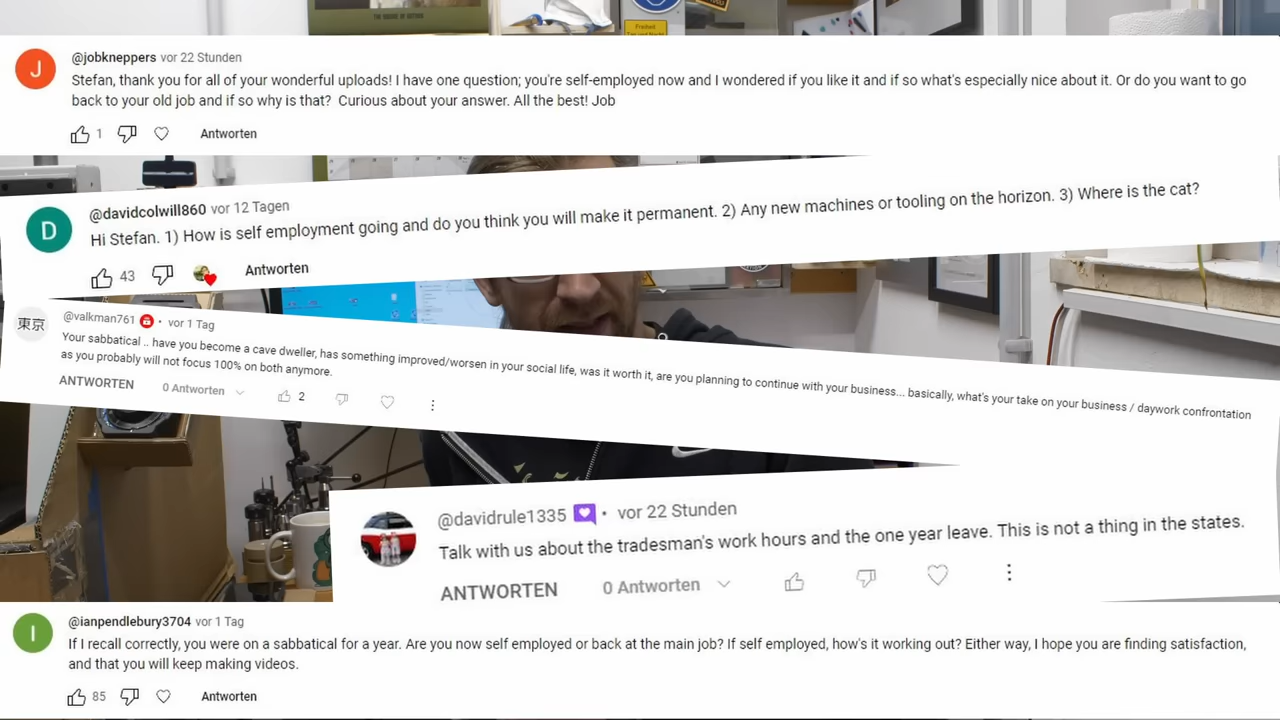 @jobkneppers vor 22 Stunden
Stefan, thank you for all of your wonderful uploads! I have one question; you're self-employed now and I wondered if you like it and if so what's especially nice about it. Or do you want to go
back to your old job and if so why is that? Curious about your answer. All the best! Job
1 Antworten
@davidcolwill860 vor 12 Tagen
Hi Stefan. 1) How is self employment going and do you think you will make it permanent. 2) Any new machines or tooling on the horizon. 3) Where is the cat?
43 Antworten
@valkman761 • vor 1 Tag
東京
Your sabbatical .. have you become a cave dweller, has something improved/worsen in your social life, was it worth it, are you planning to continue with your business... basically, what's your take on your business / daywork confrontation
as you probably will not focus 100% on both anymore.
ANTWORTEN 0 Antworten 2
@davidrule1335 • vor 22 Stunden
Talk with us about the tradesman's work hours and the one year leave. This is not a thing in the states.
ANTWORTEN 0 Antworten
@ianpendlebury3704 vor 1 Tag
If I recall correctly, you were on a sabbatical for a year. Are you now self employed or back at the main job? If self employed, how's it working out? Either way, I hope you are finding satisfaction,
and that you will keep making videos.
85 Antworten